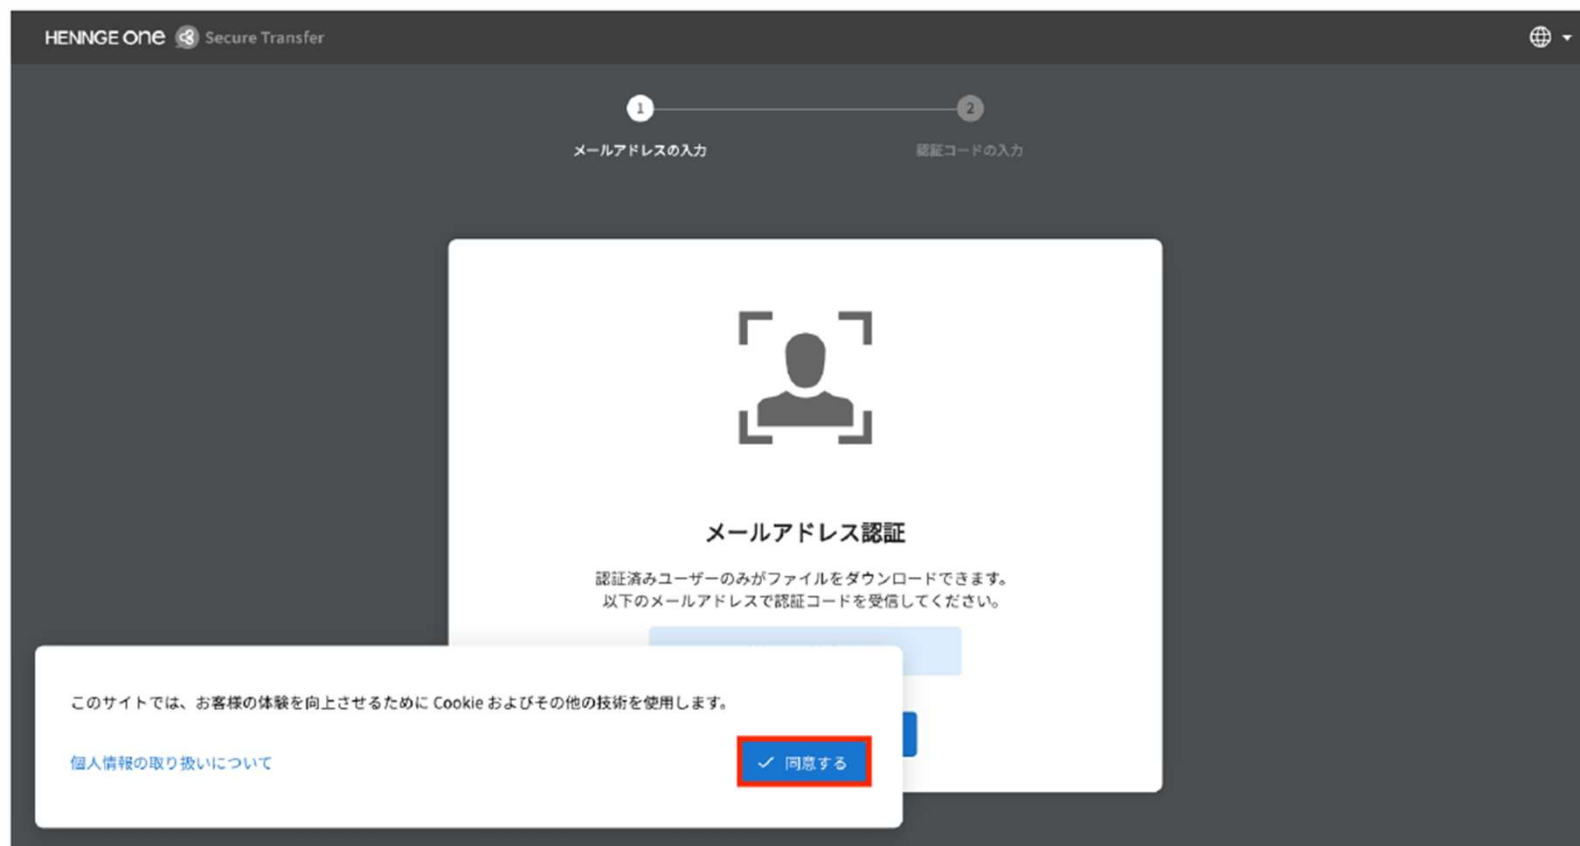 HENNGE one Secure Transfer
1
2
メールアドレスの入力
認証コードの入力
メールアドレス認証
認証済みユーザーのみがファイルをダウンロードできます。
以下のメールアドレスで認証コードを受信してください。
このサイトでは、お客様の体験を向上させるために Cookie およびその他の技術を使用します。
個人情報の取り扱いについて
同意する